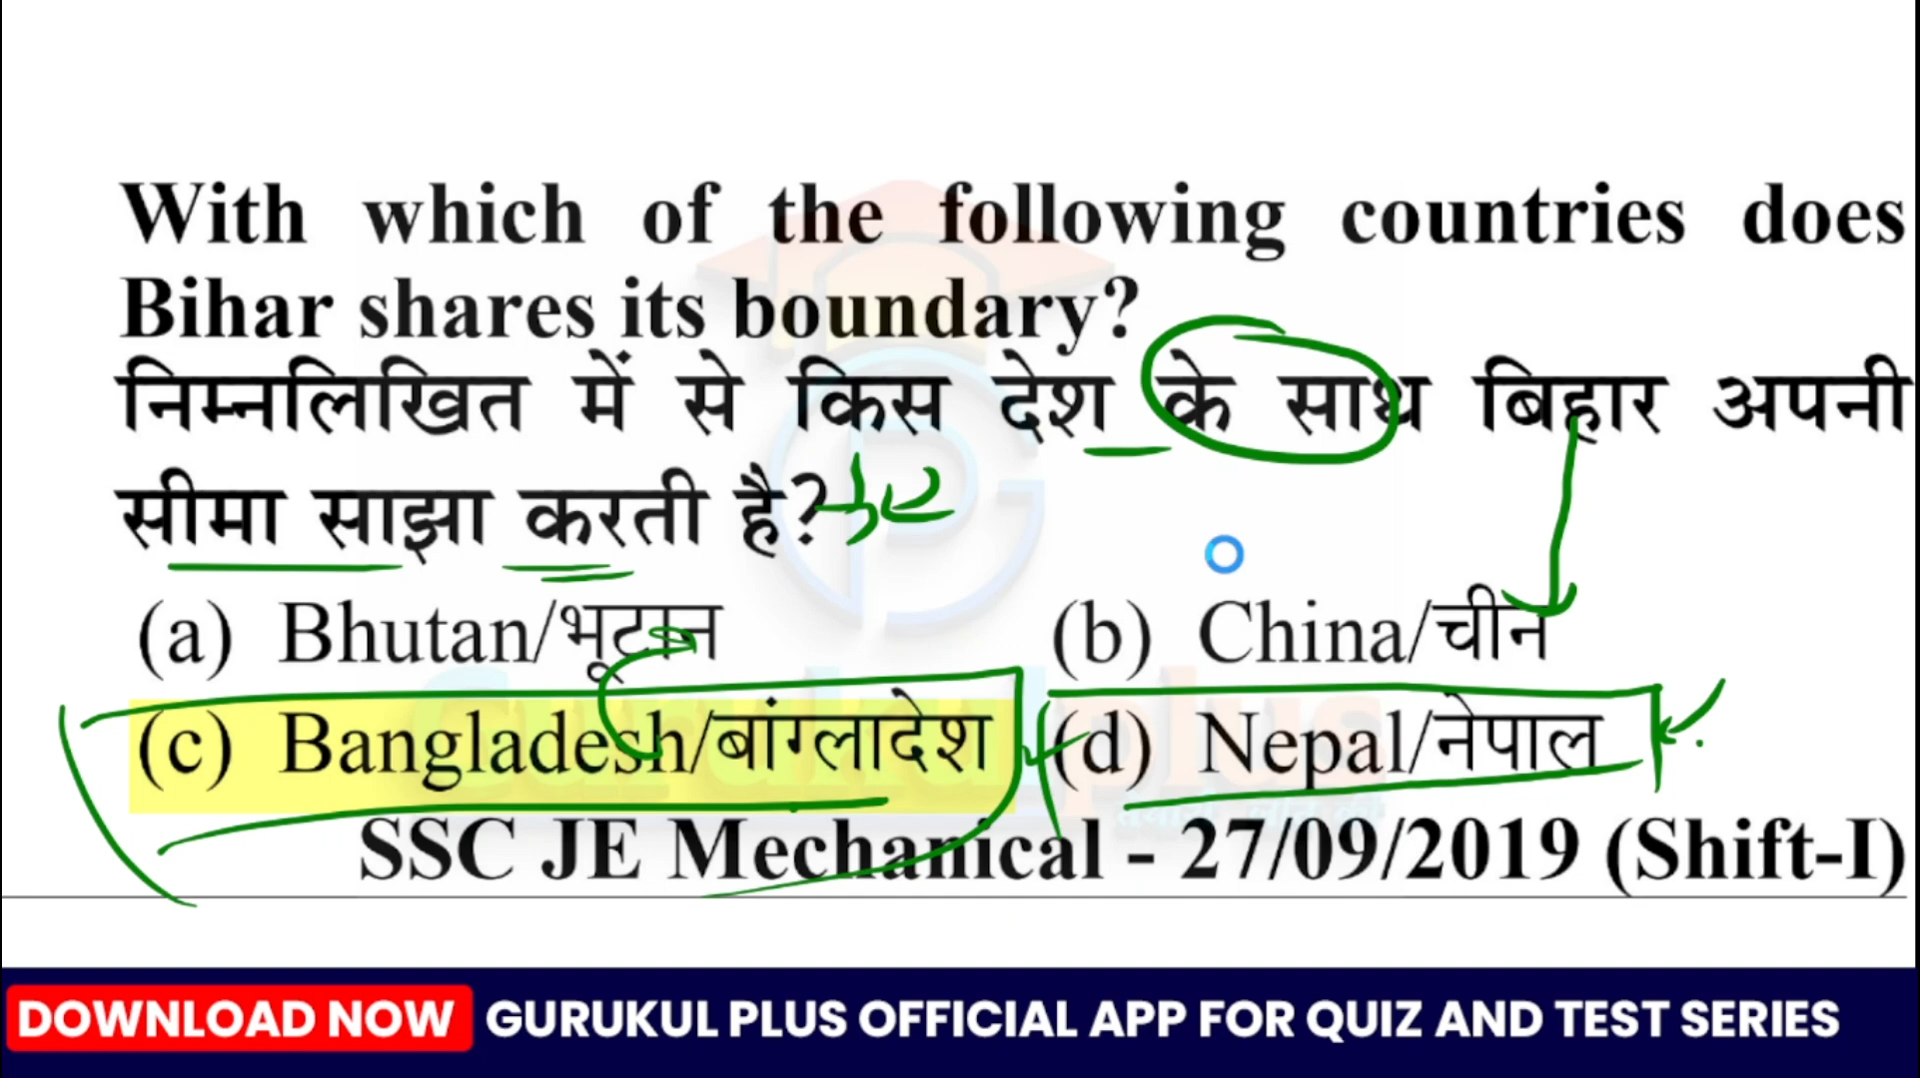 With which of the following countries does
Bihar shares its boundary?
निम्नलिखित में से किस देश के साथ बिहार अपनी
सीमा साझा करती है?
(a) Bhutan/भूटान (b) China/चीन
(c) Bangladesh/बांग्लादेश (d) Nepal/नेपाल
SSC JE Mechanical - 27/09/2019 (Shift-I)
DOWNLOAD NOW GURUKUL PLUS OFFICIAL APP FOR QUIZ AND TEST SERIES